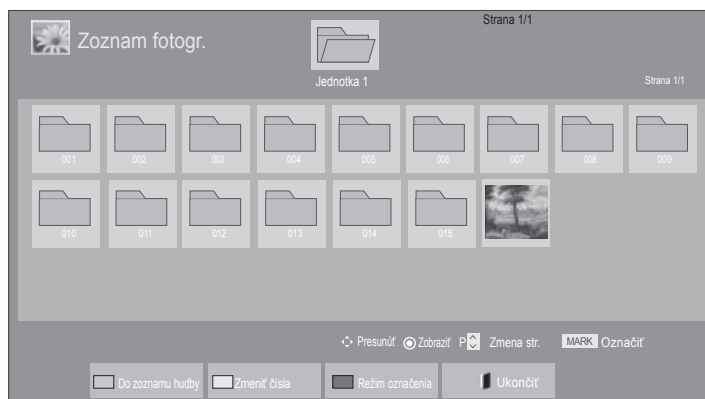 Strana 1/1
Zoznam fotogr.
Jednotka 1
Strana 1/1
001 002 003 004 005 006 007 008 009
010 011 012 013 014 015
Presunúť Zobraziť P Zmena str. MARK Označiť
Do zoznamu hudby Zmeniť čísla Režim označenia Ukončiť